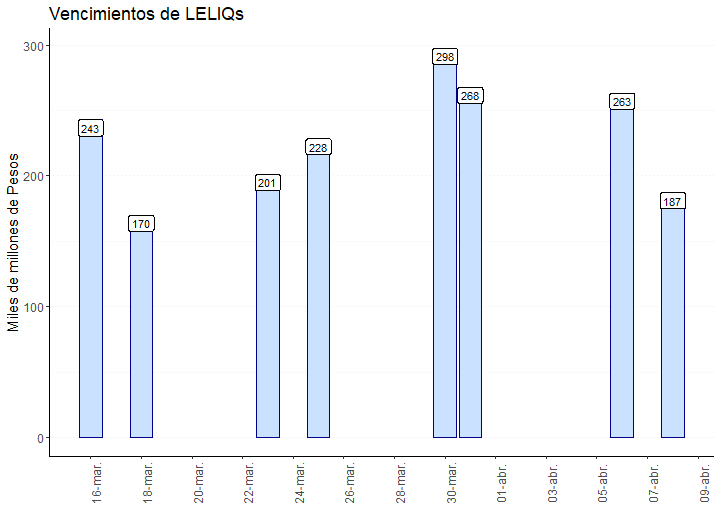 Vencimientos de LELIQs
Miles de millones de Pesos
300
200
100
0
243
170
201
228
298
268
263
187
16-mar.
18-mar.
20-mar.
22-mar.
24-mar.
26-mar.
28-mar.
30-mar.
01-abr.
03-abr.
05-abr.
07-abr.
09-abr.